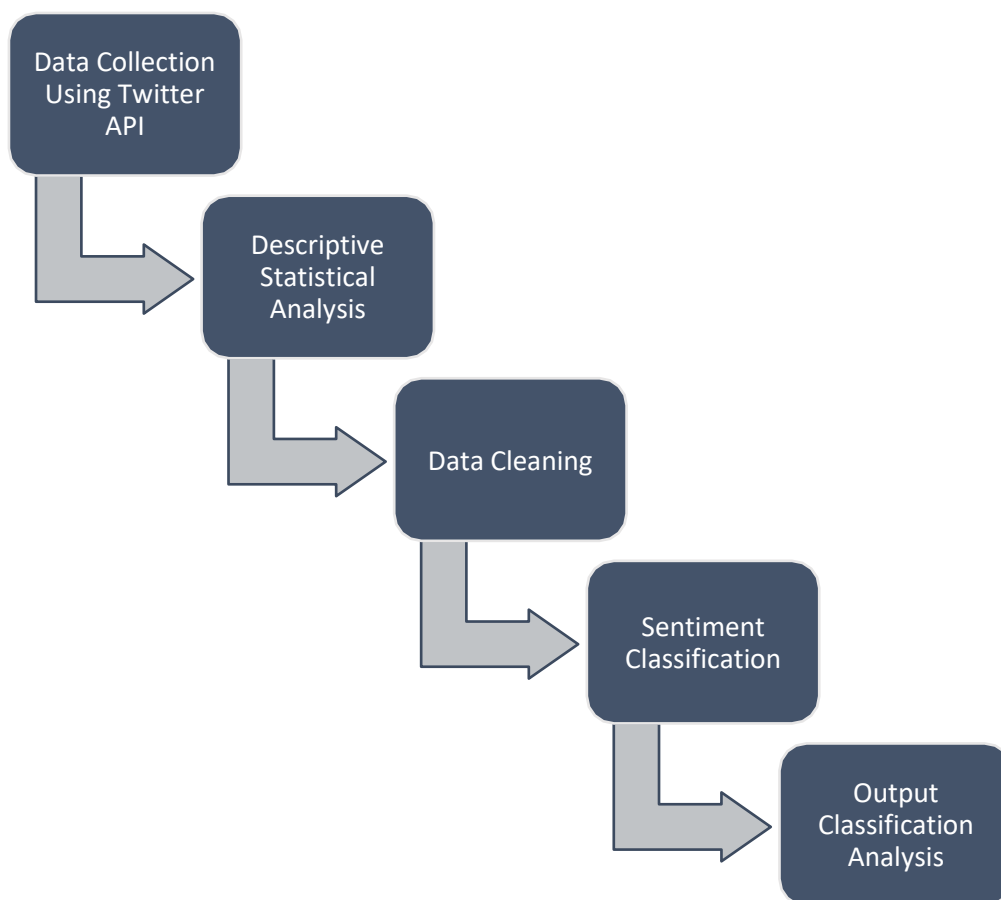 Data Collection
Using Twitter
API
Descriptive
Statistical
Analysis
Data Cleaning
Sentiment
Classification
Output
Classification
Analysis